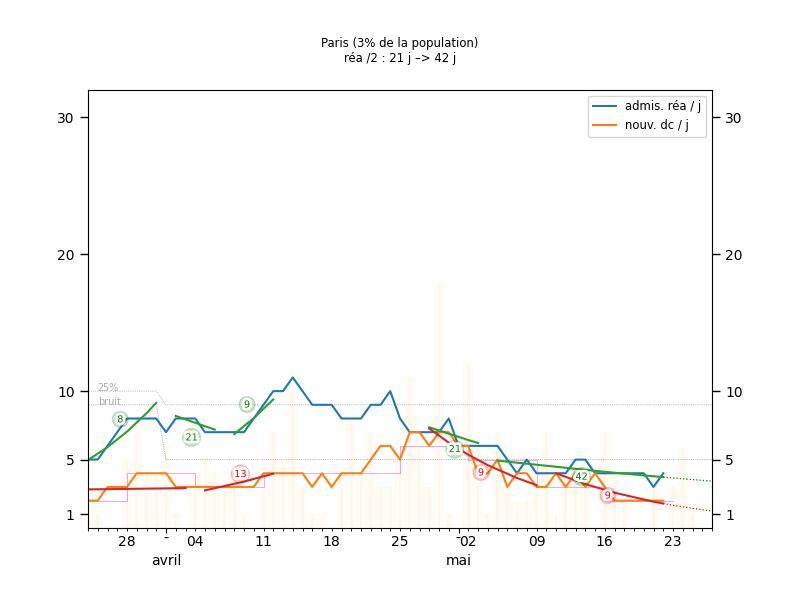 Paris (3% de la population)
réa /2 : 21 j –> 42 j
admis. réa / j
nouv. dc / j
30 30
20 20
10 10
5 5
1 1
25%
bruit
8
21
9
13
21
9
42
9
28 - 04 11 18 25 - 02 09 16 23
avril mai